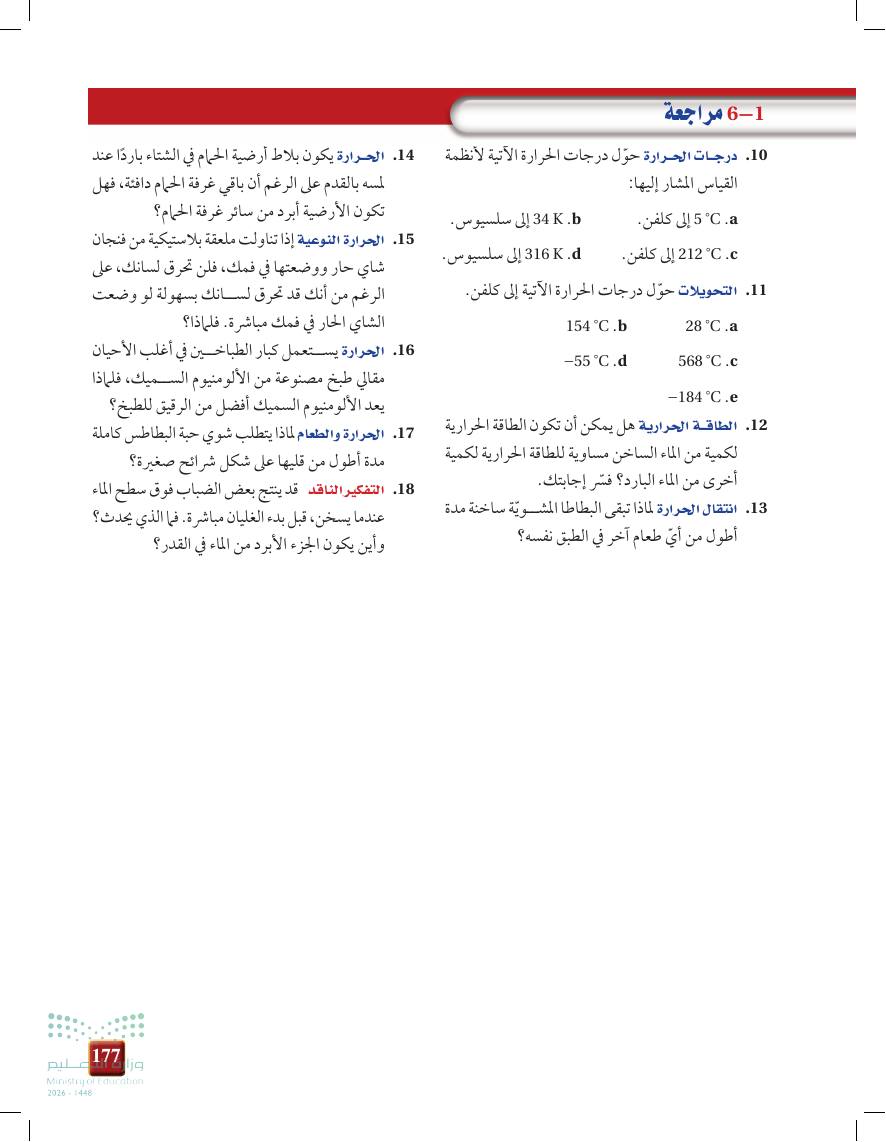 6–1 مراجعة
10. درجات الحرارة حوّل درجات الحرارة الآتية لأنظمة
القياس المشار إليها:
a. 5 °C إلى كلفن. b. 34 K إلى سلسيوس.
c. 212 °C إلى كلفن. d. 316 K إلى سلسيوس.
11. التحويلات حوّل درجات الحرارة الآتية إلى كلفن.
a. 28 °C b. 154 °C
c. 568 °C d. −55 °C
e. −184 °C
12. الطاقة الحرارية هل يمكن أن تكون الطاقة الحرارية
لكمية من الماء الساخن مساوية للطاقة الحرارية لكمية
أخرى من الماء البارد؟ فسّر إجابتك.
13. انتقال الحرارة لماذا تبقى البطاطا المشويّة ساخنة مدة
أطول من أيّ طعام آخر في الطبق نفسه؟
14. الحرارة يكون بلاط أرضية الحمام في الشتاء باردًا عند
لمسه بالقدم على الرغم أن باقي غرفة الحمام دافئة، فهل
تكون الأرضية أبرد من سائر غرفة الحمام؟
15. الحرارة النوعية إذا تناولت ملعقة بلاستيكية من فنجان
شاي حار ووضعتها في فمك، فلن تحرق لسانك، على
الرغم من أنك قد تحرق لسانك بسهولة لو وضعت
الشاي الحار في فمك مباشرة. فلماذا؟
16. الحرارة يستعمل كبار الطباخين في أغلب الأحيان
مقالي طبخ مصنوعة من الألومنيوم السميك، فلماذا
يعد الألومنيوم السميك أفضل من الرقيق للطبخ؟
17. الحرارة والطعام لماذا يتطلب شوي حبة البطاطس كاملة
مدة أطول من قليها على شكل شرائح صغيرة؟
18. التفكير الناقد قد ينتج بعض الضباب فوق سطح الماء
عندما يسخن، قبل بدء الغليان مباشرة. فما الذي يحدث؟
وأين يكون الجزء الأبرد من الماء في القدر؟
وزارة التعليم
177
Ministry of Education
2026 - 1448